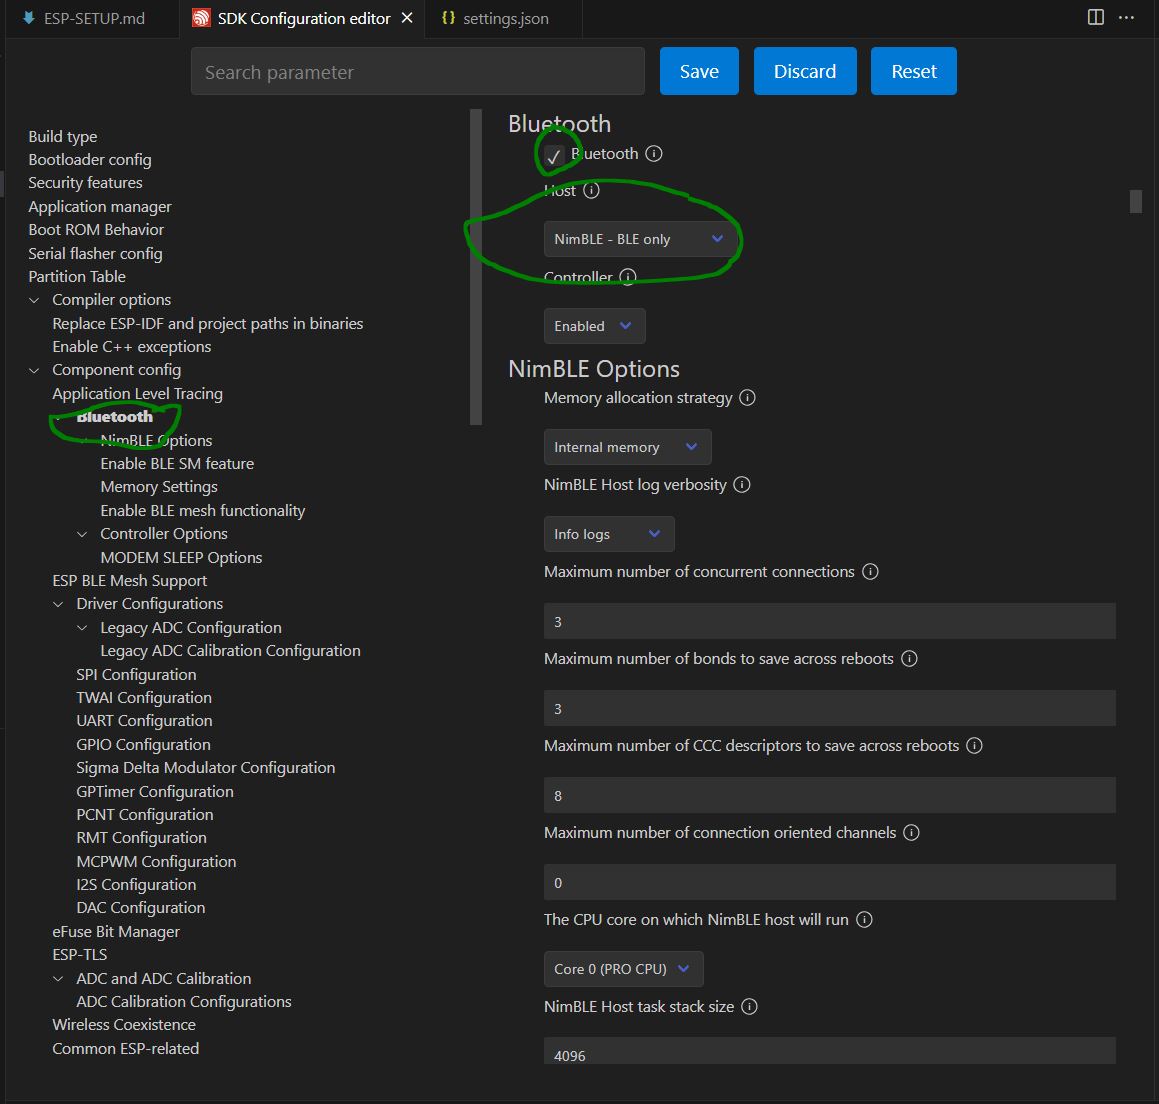 ESP-SETUP.md
SDK Configuration editor
{} settings.json
Search parameter
Save
Discard
Reset
Build type
Bootloader config
Security features
Application manager
Boot ROM Behavior
Serial flasher config
Partition Table
Compiler options
Replace ESP-IDF and project paths in binaries
Enable C++ exceptions
Component config
Application Level Tracing
Bluetooth
NimBLE Options
Enable BLE SM feature
Memory Settings
Enable BLE mesh functionality
Controller Options
MODEM SLEEP Options
ESP BLE Mesh Support
Driver Configurations
Legacy ADC Configuration
Legacy ADC Calibration Configuration
SPI Configuration
TWAI Configuration
UART Configuration
GPIO Configuration
Sigma Delta Modulator Configuration
GPTimer Configuration
PCNT Configuration
RMT Configuration
MCPWM Configuration
I2S Configuration
DAC Configuration
eFuse Bit Manager
ESP-TLS
ADC and ADC Calibration
ADC Calibration Configurations
Wireless Coexistence
Common ESP-related
Bluetooth
Bluetooth
Host
NimBLE - BLE only
Controller
Enabled
NimBLE Options
Memory allocation strategy
Internal memory
NimBLE Host log verbosity
Info logs
Maximum number of concurrent connections
3
Maximum number of bonds to save across reboots
3
Maximum number of CCC descriptors to save across reboots
8
Maximum number of connection oriented channels
0
The CPU core on which NimBLE host will run
Core 0 (PRO CPU)
NimBLE Host task stack size
4096